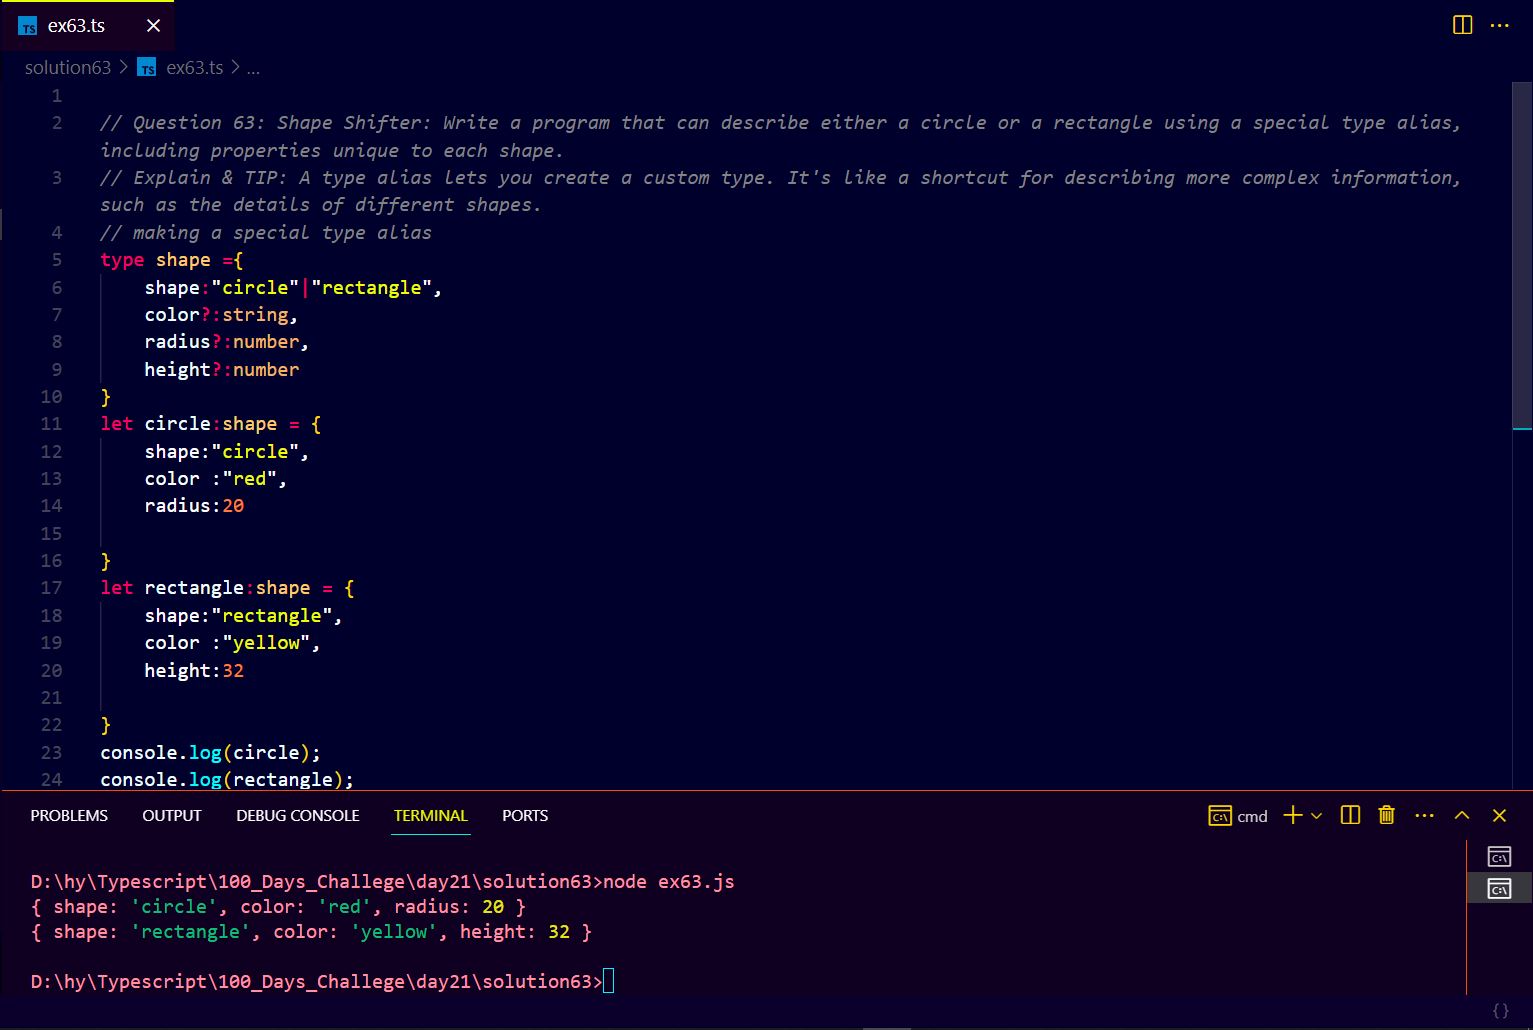 TS ex63.ts
solution63 > TS ex63.ts > ...
1
2 // Question 63: Shape Shifter: Write a program that can describe either a circle or a rectangle using a special type alias,
including properties unique to each shape.
3 // Explain & TIP: A type alias lets you create a custom type. It's like a shortcut for describing more complex information,
such as the details of different shapes.
4 // making a special type alias
5 type shape ={
6 shape:"circle"|"rectangle",
7 color?:string,
8 radius?:number,
9 height?:number
10 }
11 let circle:shape = {
12 shape:"circle",
13 color :"red",
14 radius:20
15
16 }
17 let rectangle:shape = {
18 shape:"rectangle",
19 color :"yellow",
20 height:32
21
22 }
23 console.log(circle);
24 console.log(rectangle);
PROBLEMS OUTPUT DEBUG CONSOLE TERMINAL PORTS cmd
D:\hy\Typescript\100_Days_Challege\day21\solution63>node ex63.js
{ shape: 'circle', color: 'red', radius: 20 }
{ shape: 'rectangle', color: 'yellow', height: 32 }
D:\hy\Typescript\100_Days_Challege\day21\solution63>
{}